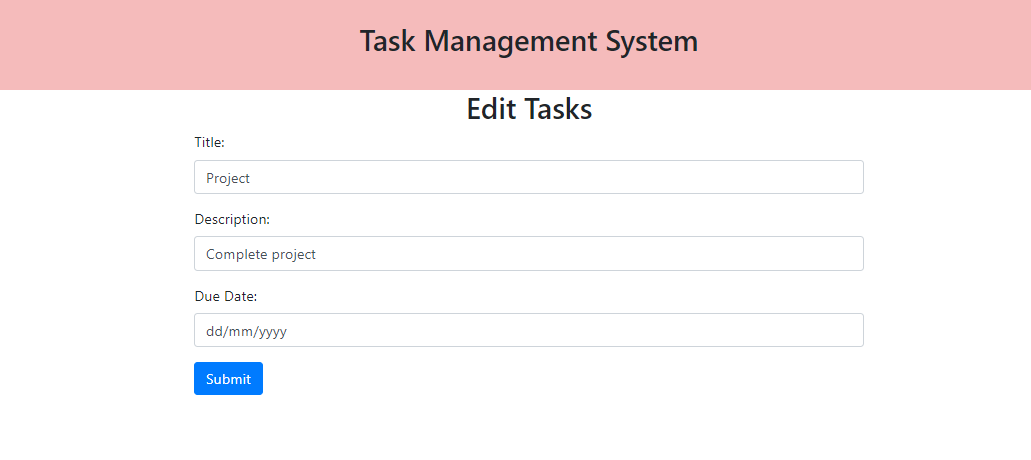 Task Management System
Edit Tasks
Title:
Project
Description:
Complete project
Due Date:
dd/mm/yyyy
Submit